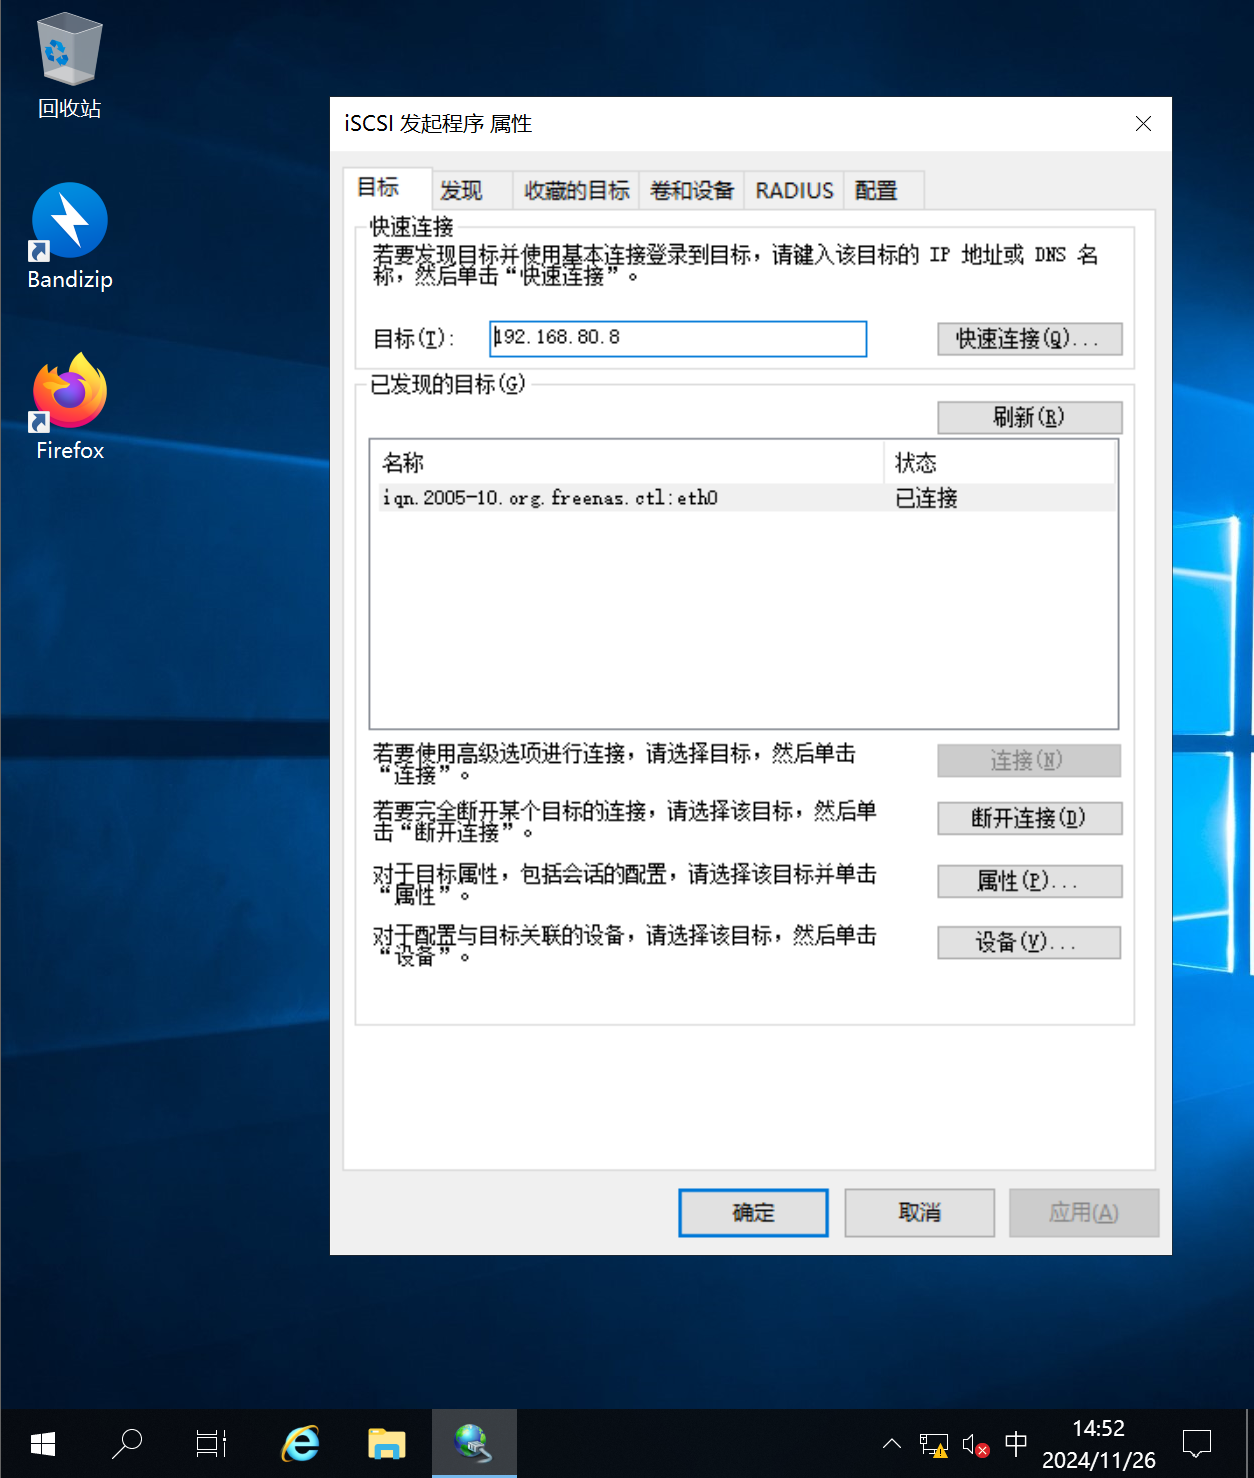 回收站
Bandizip
Firefox
iSCSI 发起程序 属性
目标 发现 收藏的目标 卷和设备 RADIUS 配置
快速连接
若要发现目标并使用基本连接登录到目标，请键入该目标的 IP 地址或 DNS 名
称，然后单击“快速连接”。
目标(T): 192.168.80.8 快速连接(Q)...
已发现的目标(G)
刷新(R)
名称 状态
iqn.2005-10.org.freenas.ctl:eth0 已连接
若要使用高级选项进行连接，请选择目标，然后单击
“连接”。
连接(N)
若要完全断开某个目标的连接，请选择该目标，然后单
击“断开连接”。
断开连接(D)
对于目标属性，包括会话的配置，请选择该目标并单击
“属性”。
属性(P)...
对于配置与目标关联的设备，请选择该目标，然后单击
“设备”。
设备(V)...
确定 取消 应用(A)
中
14:52
2024/11/26